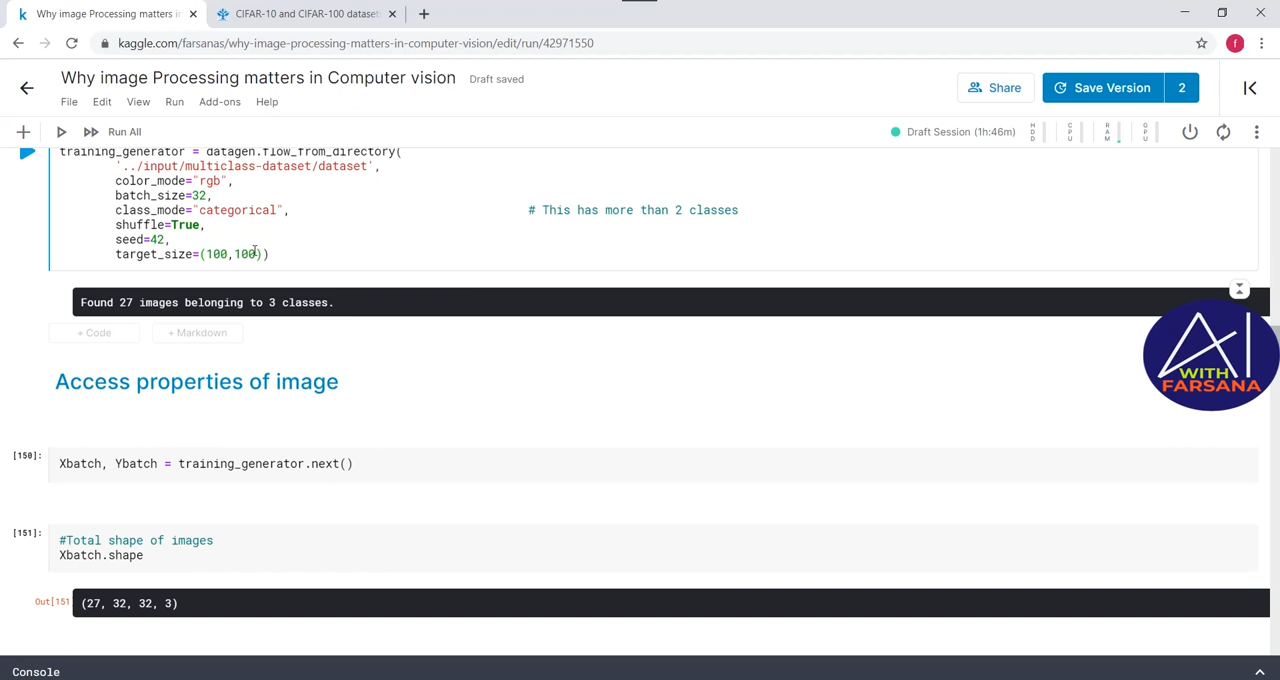 Why image Processing matters in
CIFAR-10 and CIFAR-100 dataset
kaggle.com/farsanas/why-image-processing-matters-in-computer-vision/edit/run/42971550
f
Why image Processing matters in Computer vision
Draft saved
Share
Save Version
2
File Edit View Run Add-ons Help
Run All
Draft Session (1h:46m)
HDD
CPU
RAM
GPU
training_generator = datagen.flow_from_directory(
'../input/multiclass-dataset/dataset',
color_mode="rgb",
batch_size=32,
class_mode="categorical", # This has more than 2 classes
shuffle=True,
seed=42,
target_size=(100,100))
Found 27 images belonging to 3 classes.
+ Code + Markdown
AI
WITH
FARSANA
Access properties of image
[150]:
Xbatch, Ybatch = training_generator.next()
[151]:
#Total shape of images
Xbatch.shape
Out[151
(27, 32, 32, 3)
Console